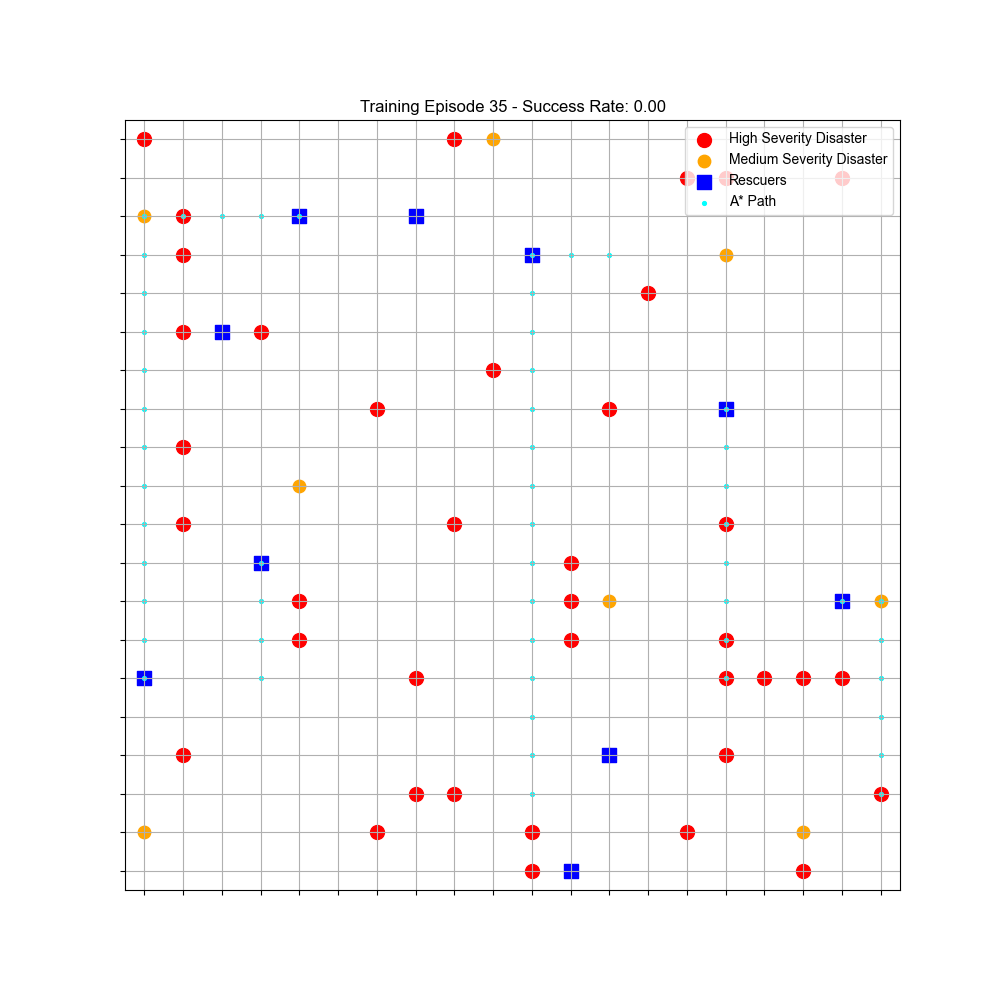 Training Episode 35 - Success Rate: 0.00
High Severity Disaster
Medium Severity Disaster
Rescuers
A* Path